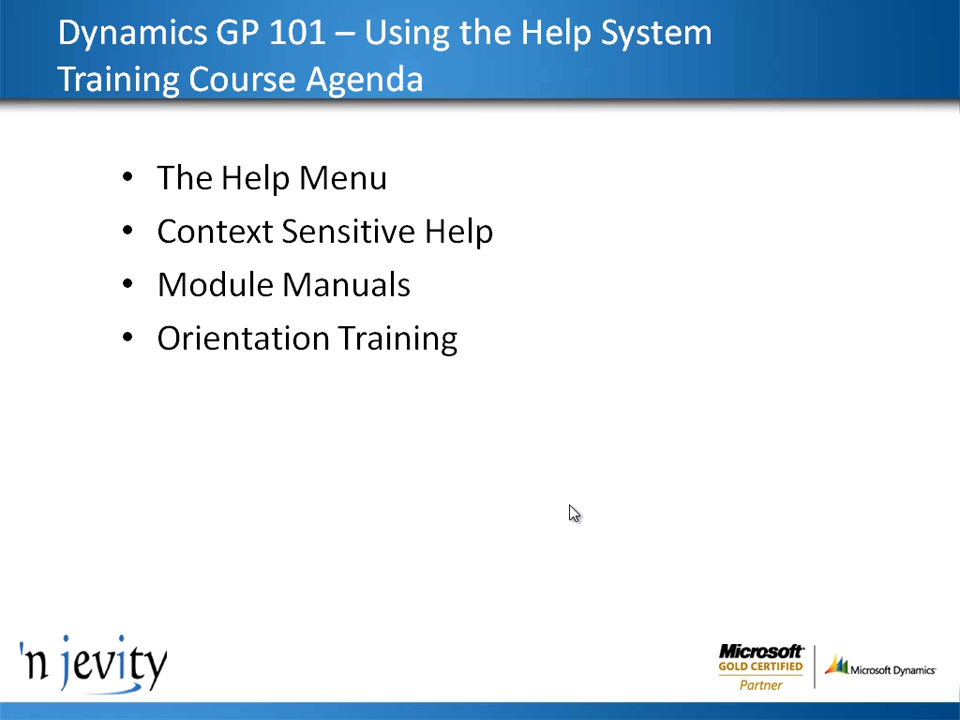 Dynamics GP 101 – Using the Help System
Training Course Agenda
• The Help Menu
• Context Sensitive Help
• Module Manuals
• Orientation Training
'n jevity
Microsoft
GOLD CERTIFIED
Partner
Microsoft Dynamics